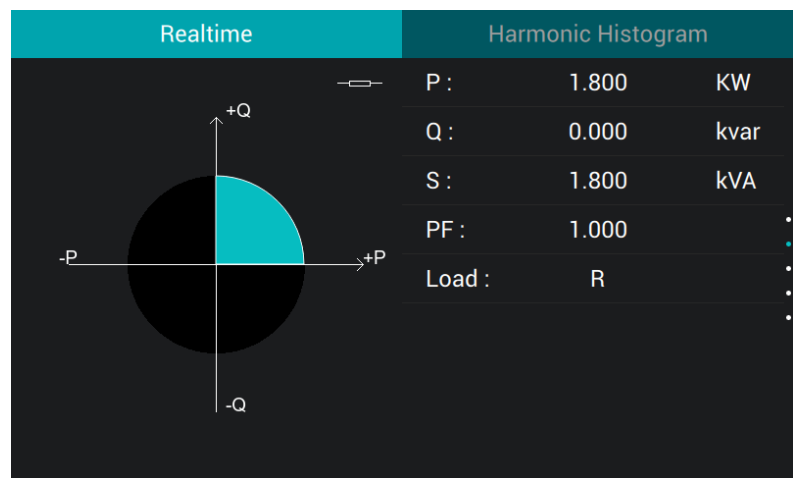 Realtime
Harmonic Histogram
+Q
-P
+P
-Q
P : 1.800 KW
Q : 0.000 kvar
S : 1.800 kVA
PF : 1.000
Load : R